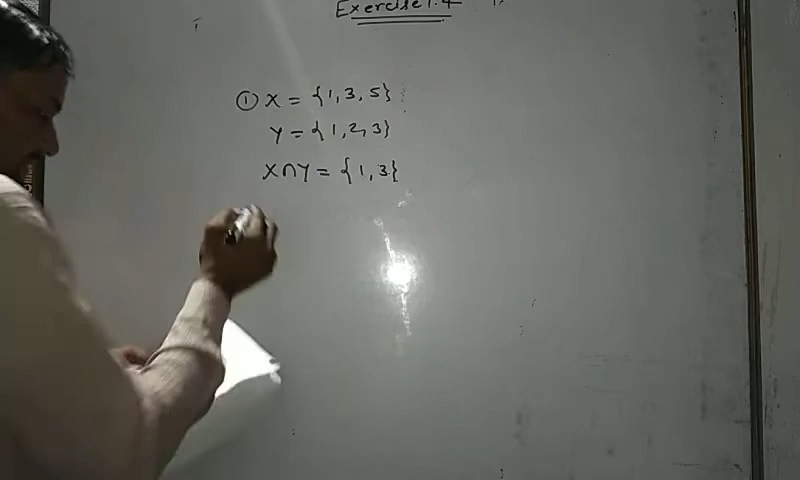 Exercise 1.4
① X = {1, 3, 5}
Y = {1, 2, 3}
X∩Y = {1, 3}